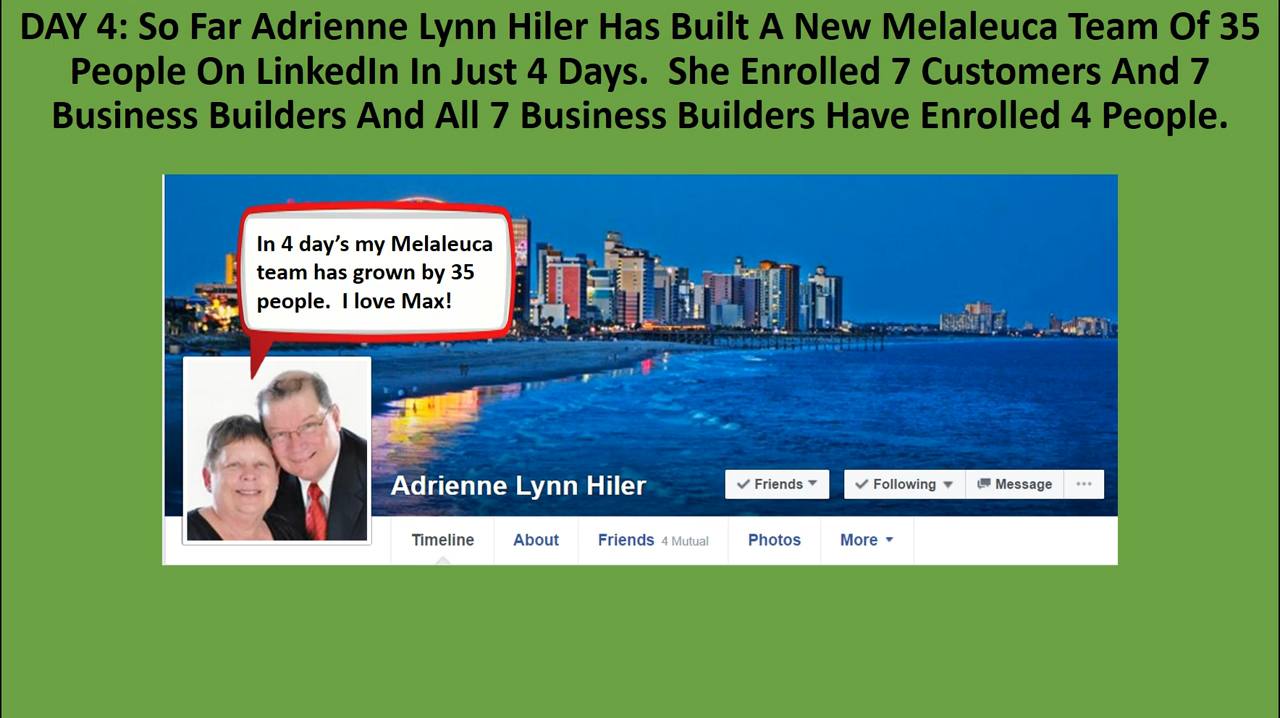 DAY 4: So Far Adrienne Lynn Hiler Has Built A New Melaleuca Team Of 35
People On LinkedIn In Just 4 Days.  She Enrolled 7 Customers And 7
Business Builders And All 7 Business Builders Have Enrolled 4 People.
In 4 day’s my Melaleuca
team has grown by 35
people.  I love Max!
Adrienne Lynn Hiler
Friends
Following
Message
Timeline
About
Friends 4 Mutual
Photos
More